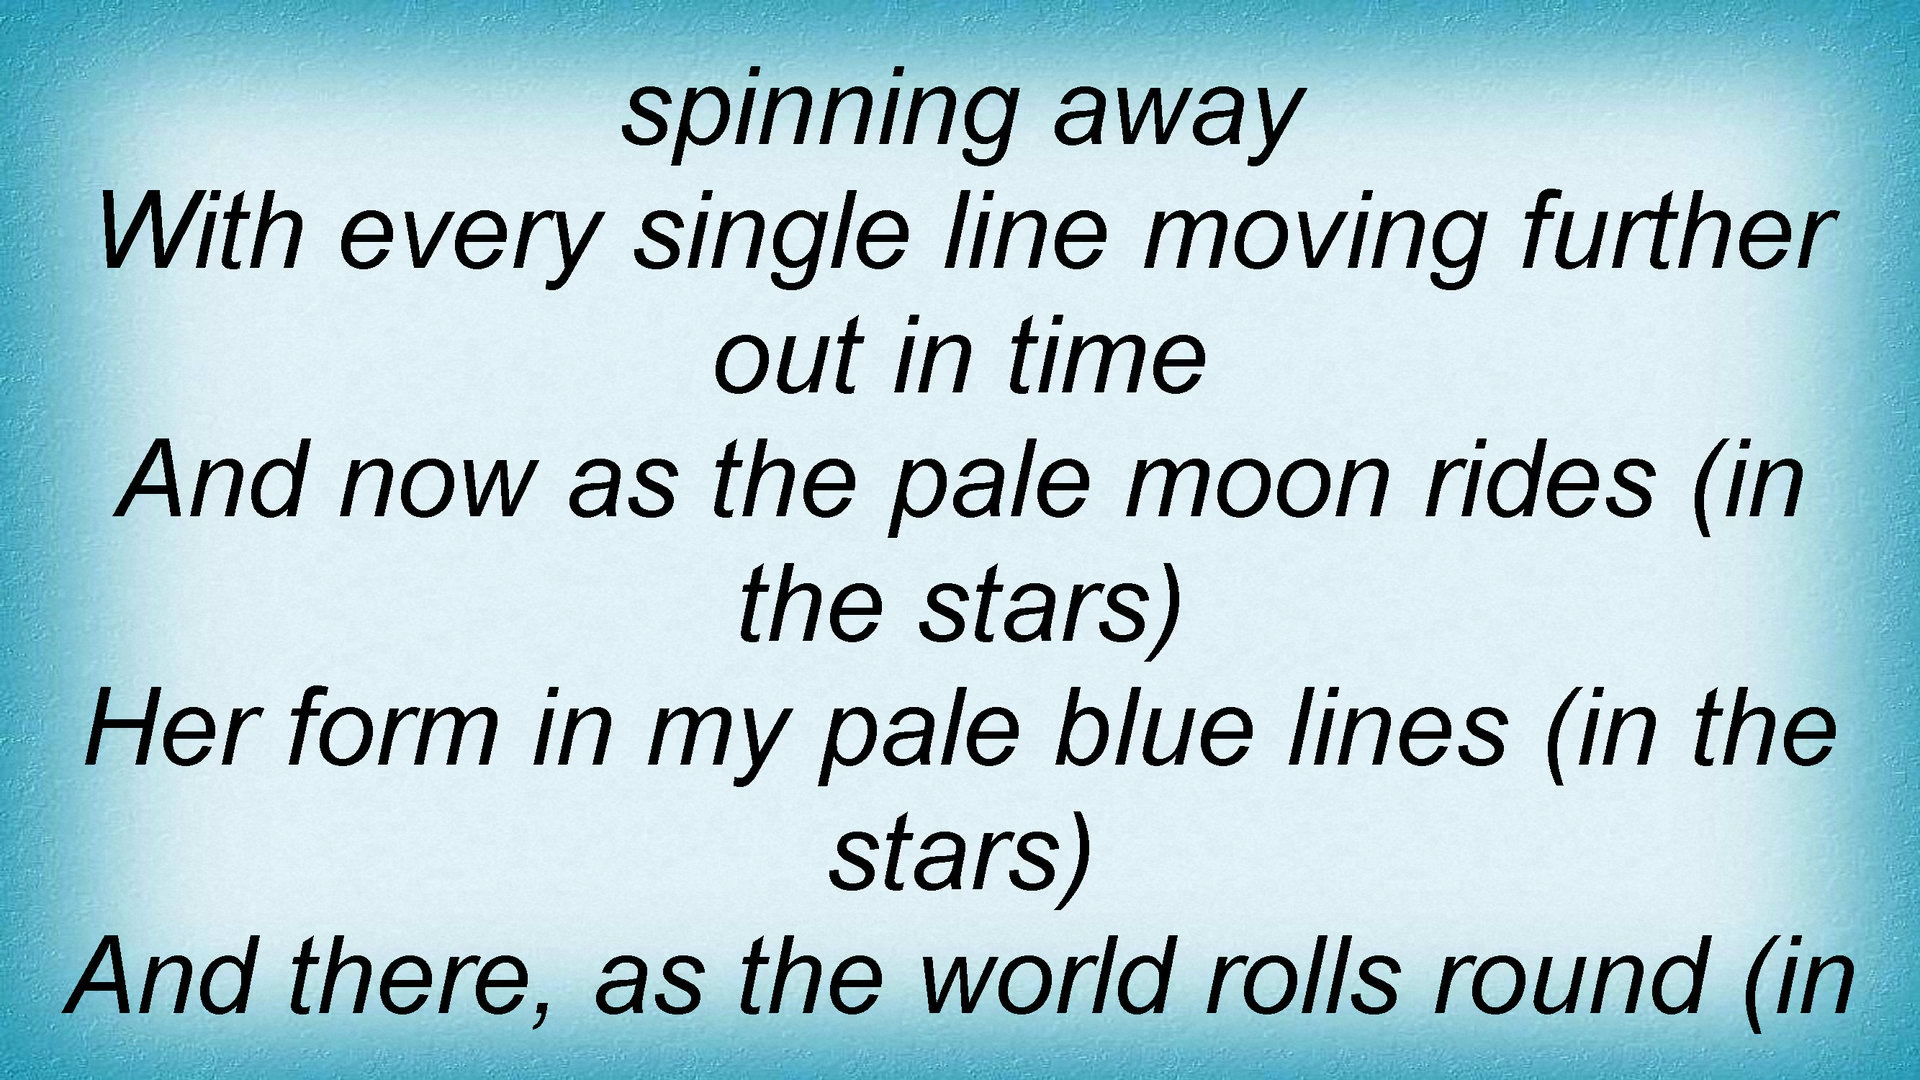 spinning away
With every single line moving further
out in time
And now as the pale moon rides (in
the stars)
Her form in my pale blue lines (in the
stars)
And there, as the world rolls round (in